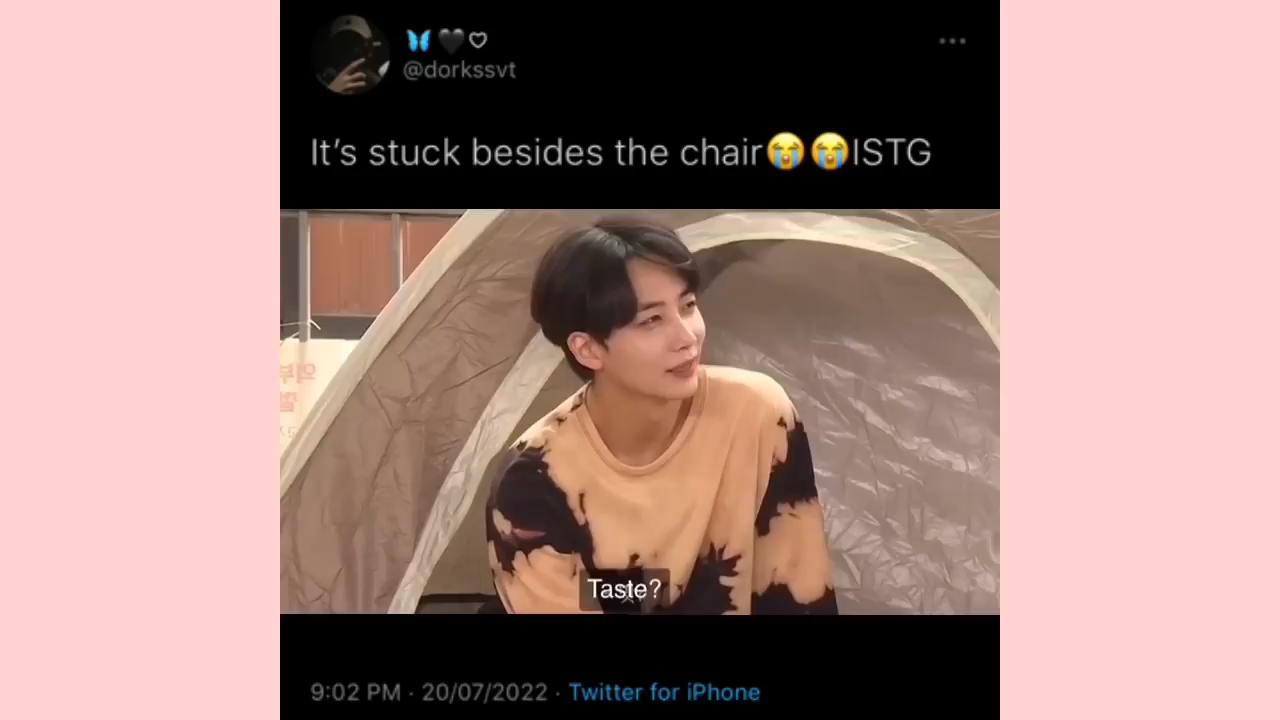 🦋🖤♡
@dorkssvt
It’s stuck besides the chair😭😭ISTG
Taste?
9:02 PM · 20/07/2022 · Twitter for iPhone